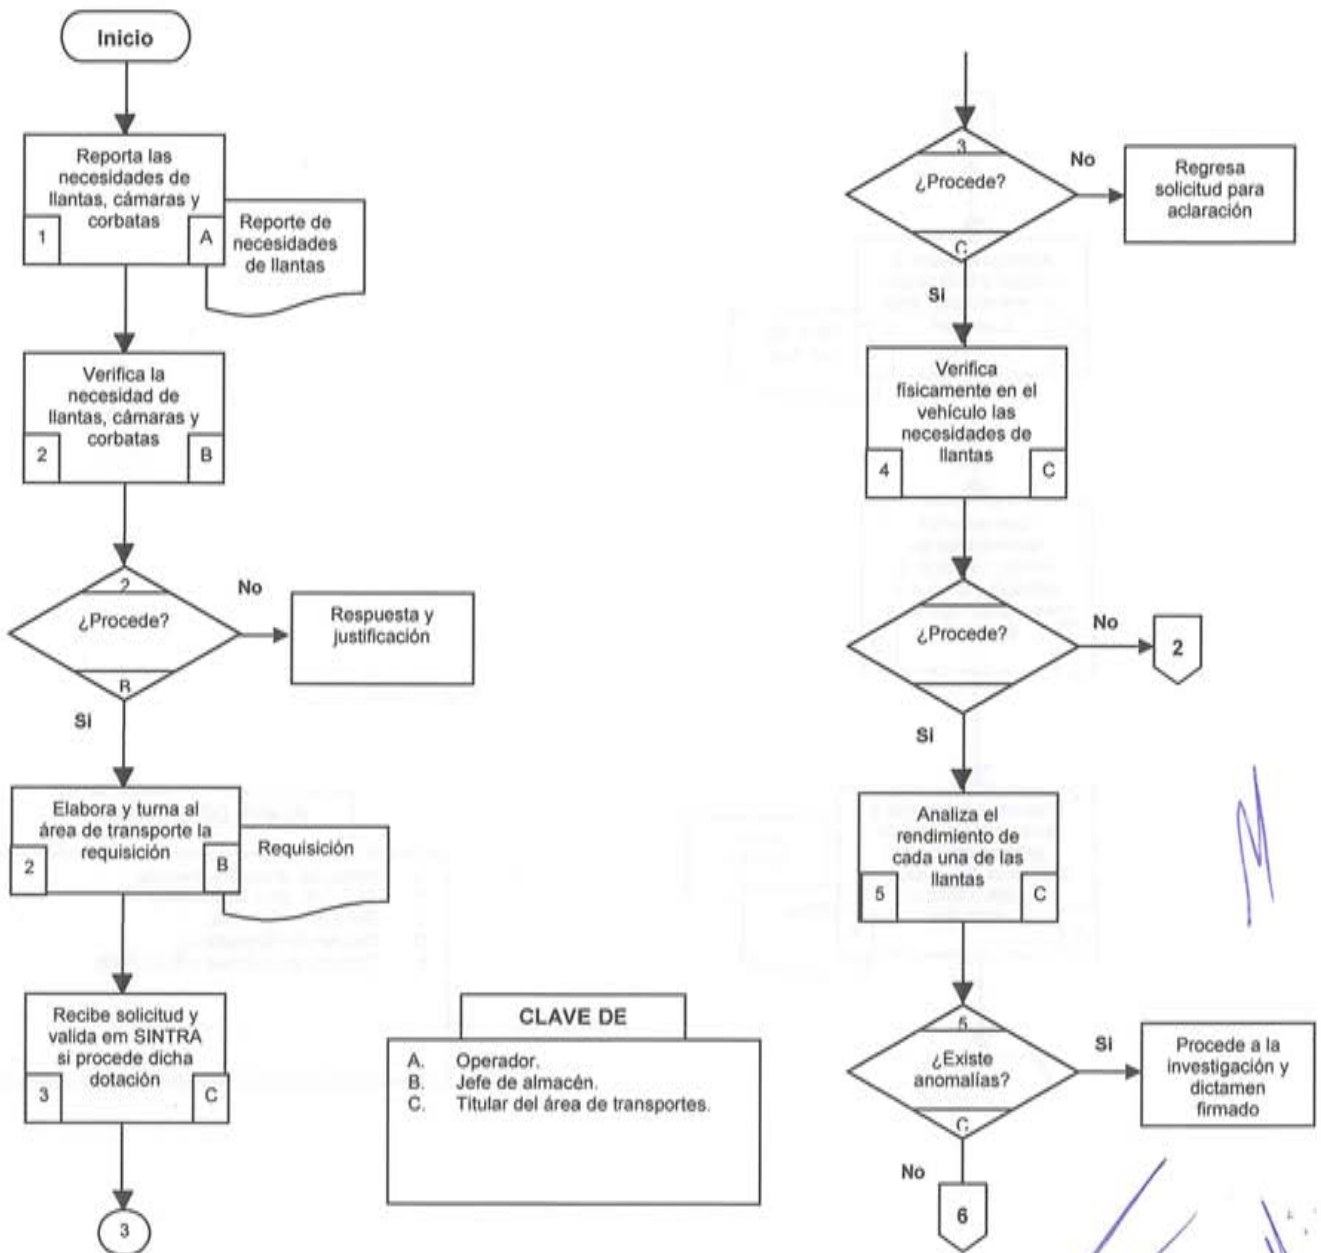 Inicio
Reporta las
necesidades de
llantas, cámaras y
corbatas
1
A
Reporte de
necesidades
de llantas
Verifica la
necesidad de
llantas, cámaras y
corbatas
2
B
2
¿Procede?
B
No
Respuesta y
justificación
Si
Elabora y turna al
área de transporte la
requisición
2
B
Requisición
Recibe solicitud y
valida em SINTRA
si procede dicha
dotación
3
C
3
CLAVE DE
A. Operador.
B. Jefe de almacén.
C. Titular del área de transportes.
3
¿Procede?
C
No
Regresa
solicitud para
aclaración
Si
Verifica
físicamente en el
vehículo las
necesidades de
llantas
4
C
¿Procede?
No
2
Si
Analiza el
rendimiento de
cada una de las
llantas
5
C
5
¿Existe
anomalías?
C
Si
Procede a la
investigación y
dictamen
firmado
No
6